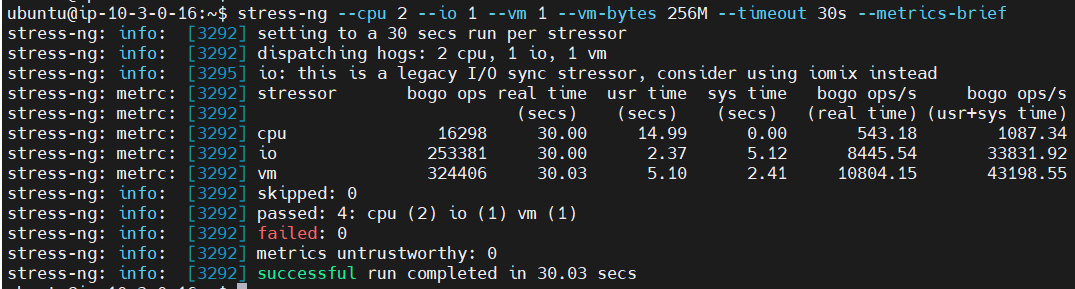 ubuntu@ip-10-3-0-16:~$ stress-ng --cpu 2 --io 1 --vm 1 --vm-bytes 256M --timeout 30s --metrics-brief
stress-ng: info:  [3292] setting to a 30 secs run per stressor
stress-ng: info:  [3292] dispatching hogs: 2 cpu, 1 io, 1 vm
stress-ng: info:  [3295] io: this is a legacy I/O sync stressor, consider using iomix instead
stress-ng: metrc: [3292] stressor       bogo ops real time  usr time  sys time   bogo ops/s     bogo ops/s
stress-ng: metrc: [3292]                           (secs)    (secs)    (secs)   (real time) (usr+sys time)
stress-ng: metrc: [3292] cpu               16298     30.00     14.99      0.00       543.18        1087.34
stress-ng: metrc: [3292] io               253381     30.00      2.37      5.12      8445.54       33831.92
stress-ng: metrc: [3292] vm               324406     30.03      5.10      2.41     10804.15       43198.55
stress-ng: info:  [3292] skipped: 0
stress-ng: info:  [3292] passed: 4: cpu (2) io (1) vm (1)
stress-ng: info:  [3292] failed: 0
stress-ng: info:  [3292] metrics untrustworthy: 0
stress-ng: info:  [3292] successful run completed in 30.03 secs
ubuntu@ip-10-3-0-16:~$